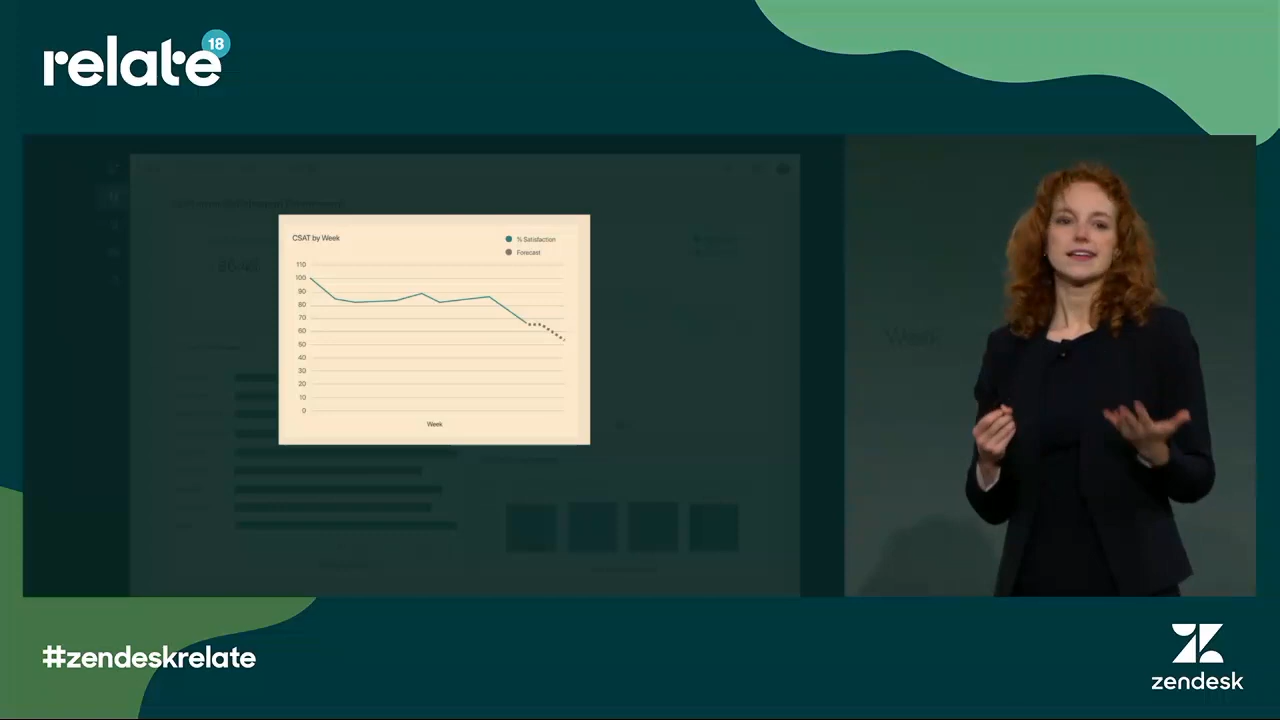 relate 18
CSAT by Week
% Satisfaction
Forecast
110
100
90
80
70
60
50
40
30
20
10
0
Week
#zendeskrelate
zendesk